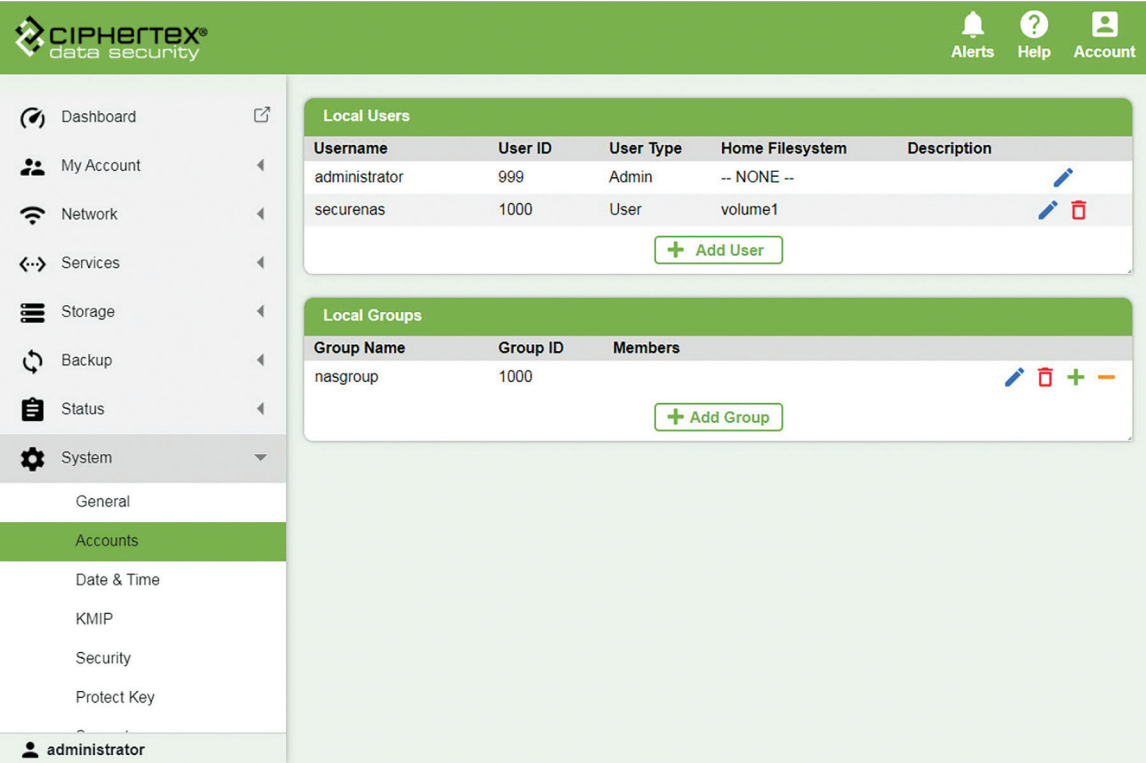 CIPHERTEX®
data security
Alerts Help Account
Dashboard
My Account
Network
Services
Storage
Backup
Status
System
General
Accounts
Date & Time
KMIP
Security
Protect Key
administrator
Local Users
Username User ID User Type Home Filesystem Description
administrator 999 Admin -- NONE --
securenas 1000 User volume1
Add User
Local Groups
Group Name Group ID Members
nasgroup 1000
Add Group